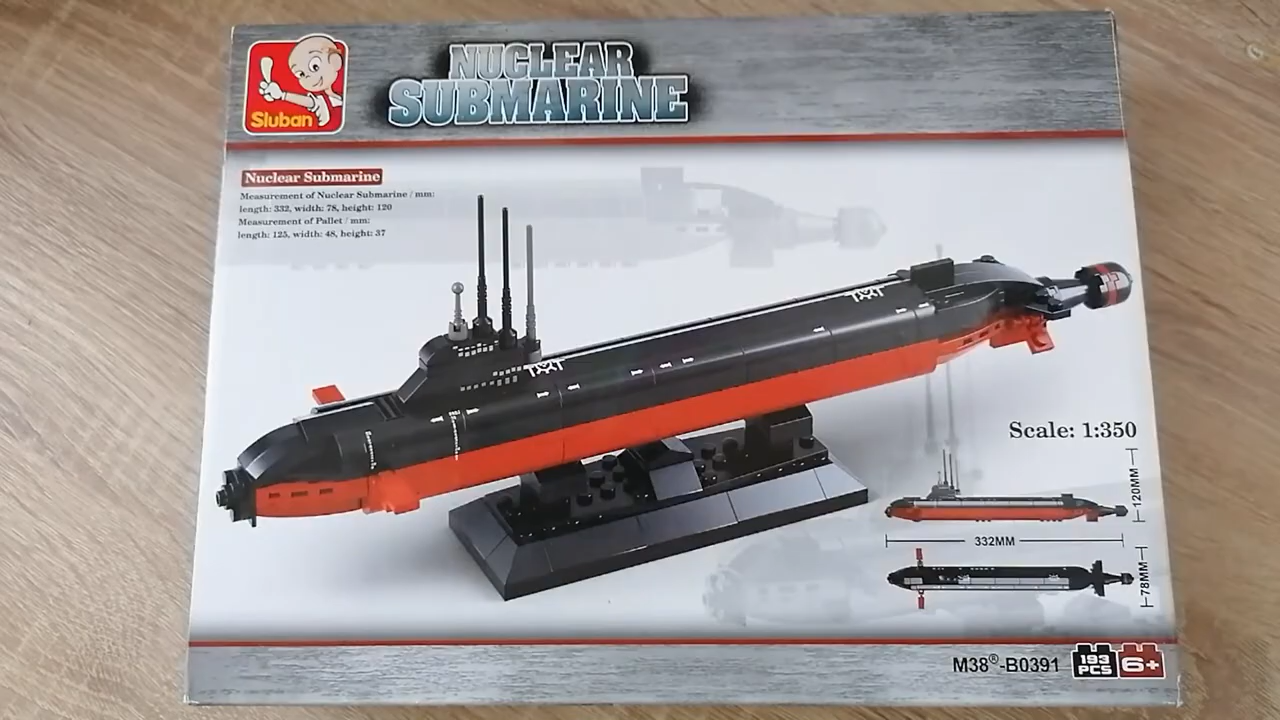 Sluban
NUCLEAR
SUBMARINE
Nuclear Submarine
Measurement of Nuclear Submarine / mm:
length: 332, width: 78, height: 120
Measurement of Pallet / mm:
length: 125, width: 48, height: 37
Scale: 1:350
120MM
332MM
78MM
M38®-B0391
193
PCS
6+